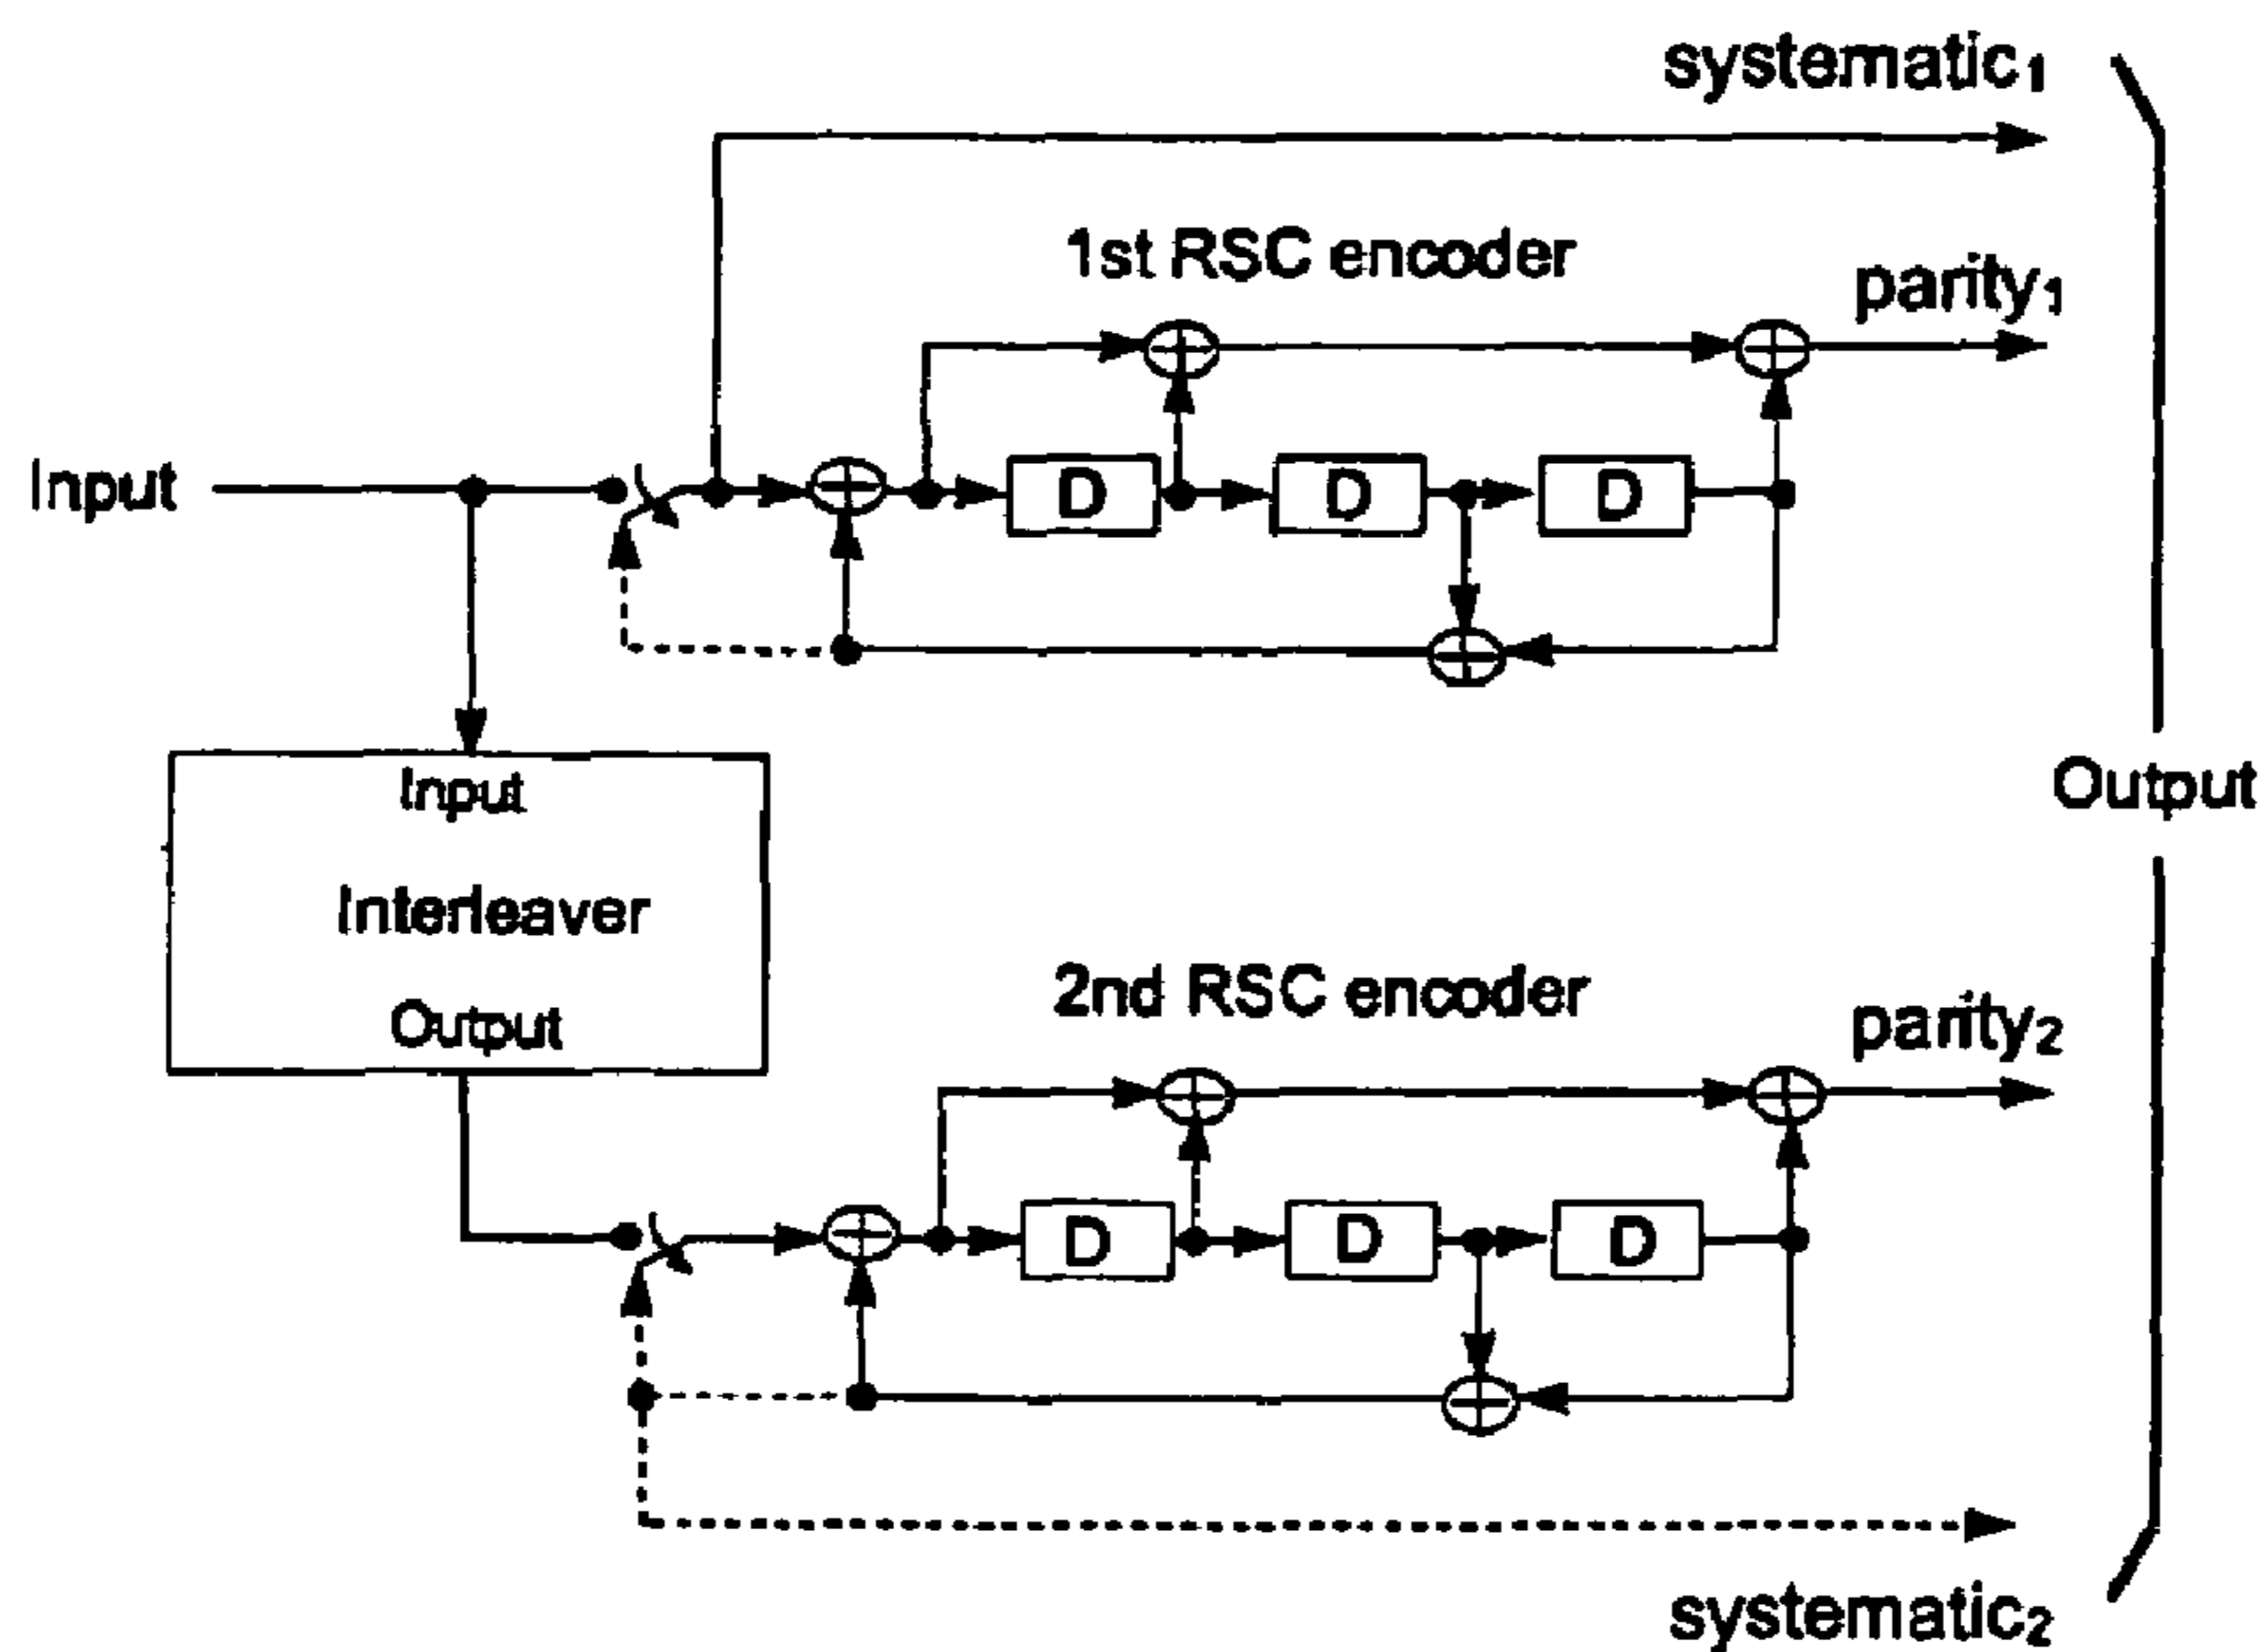 systematic₁
1st RSC encoder
parity₁
Input
D
D
D
Input
Interleaver
Output
Output
2nd RSC encoder
parity₂
D
D
D
systematic₂